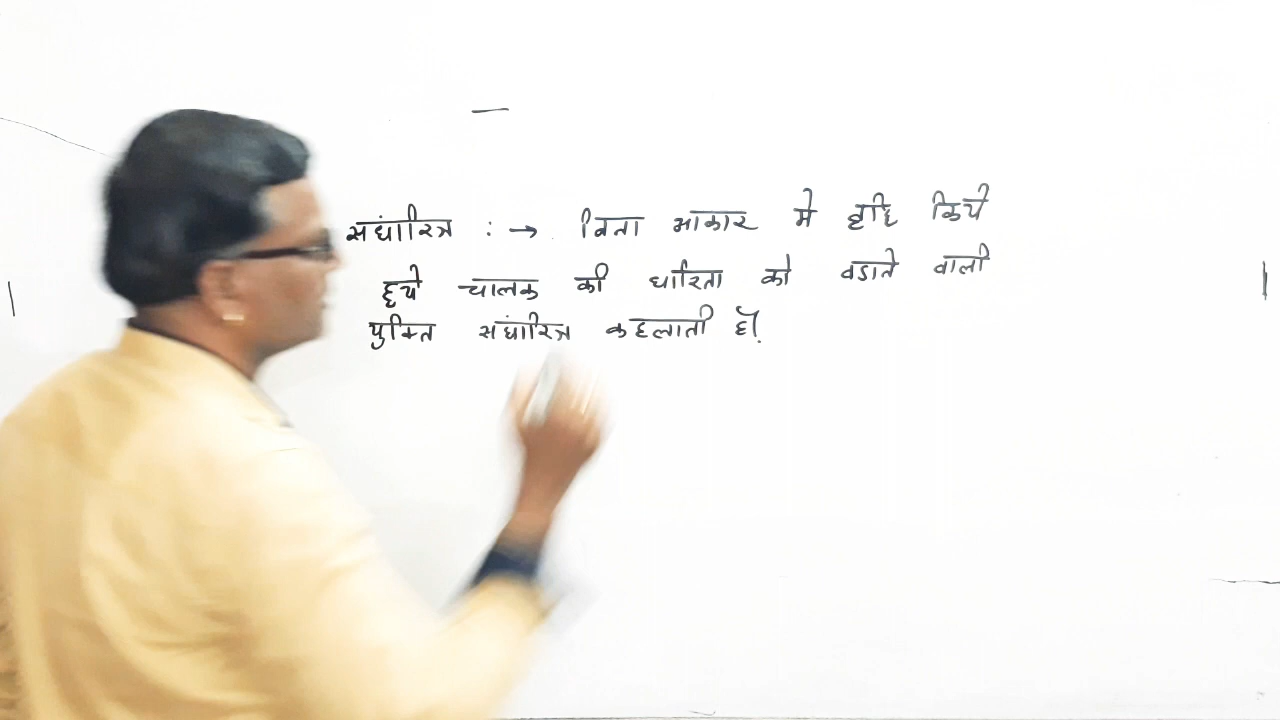 संधारित्र :→ बिना आकार मे वृद्धि किये
हुये चालक की धारिता को बडाने वाली
युक्ति संधारित्र कहलाती है।